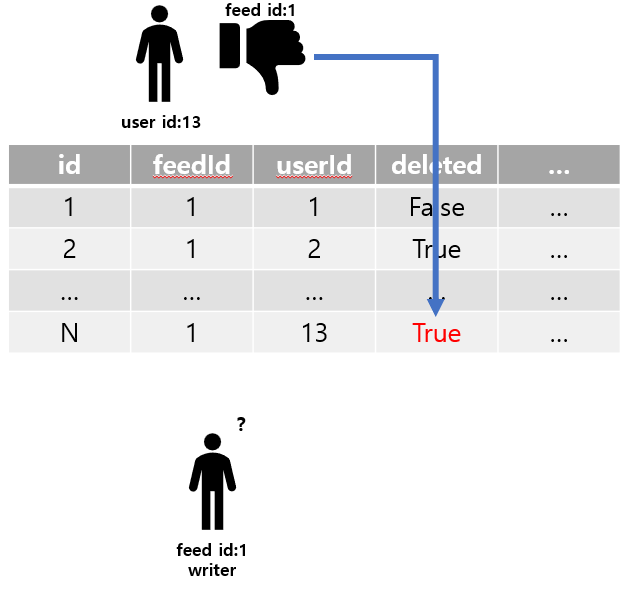 feed id:1
user id:13
id feedId userId deleted ...
1 1 1 False ...
2 1 2 True ...
... ... ... ... ...
N 1 13 True ...
?
feed id:1
writer